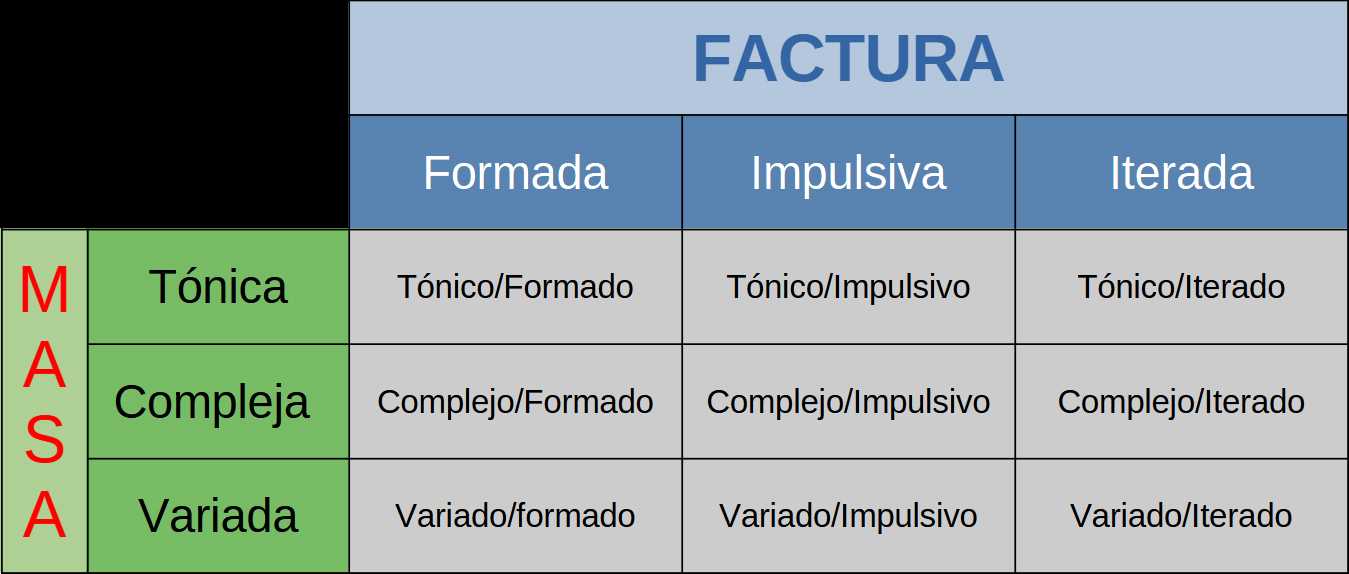 FACTURA
Formada Impulsiva Iterada
MASA
Tónica Tónico/Formado Tónico/Impulsivo Tónico/Iterado
Compleja Complejo/Formado Complejo/Impulsivo Complejo/Iterado
Variada Variado/formado Variado/Impulsivo Variado/Iterado